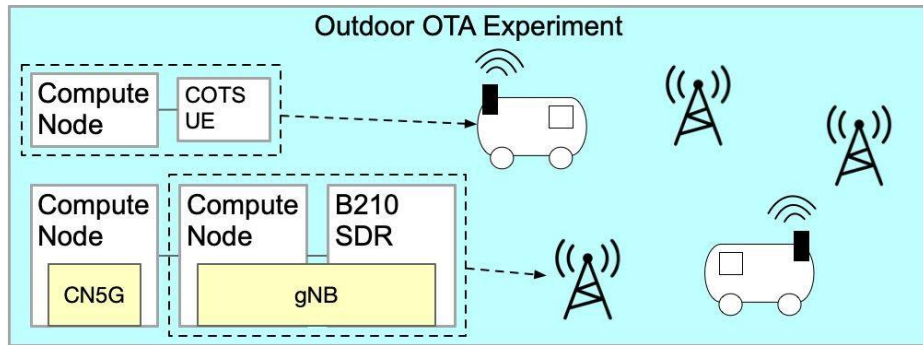 Outdoor OTA Experiment
Compute
Node
COTS
UE
Compute
Node
CN5G
Compute
Node
B210
SDR
gNB